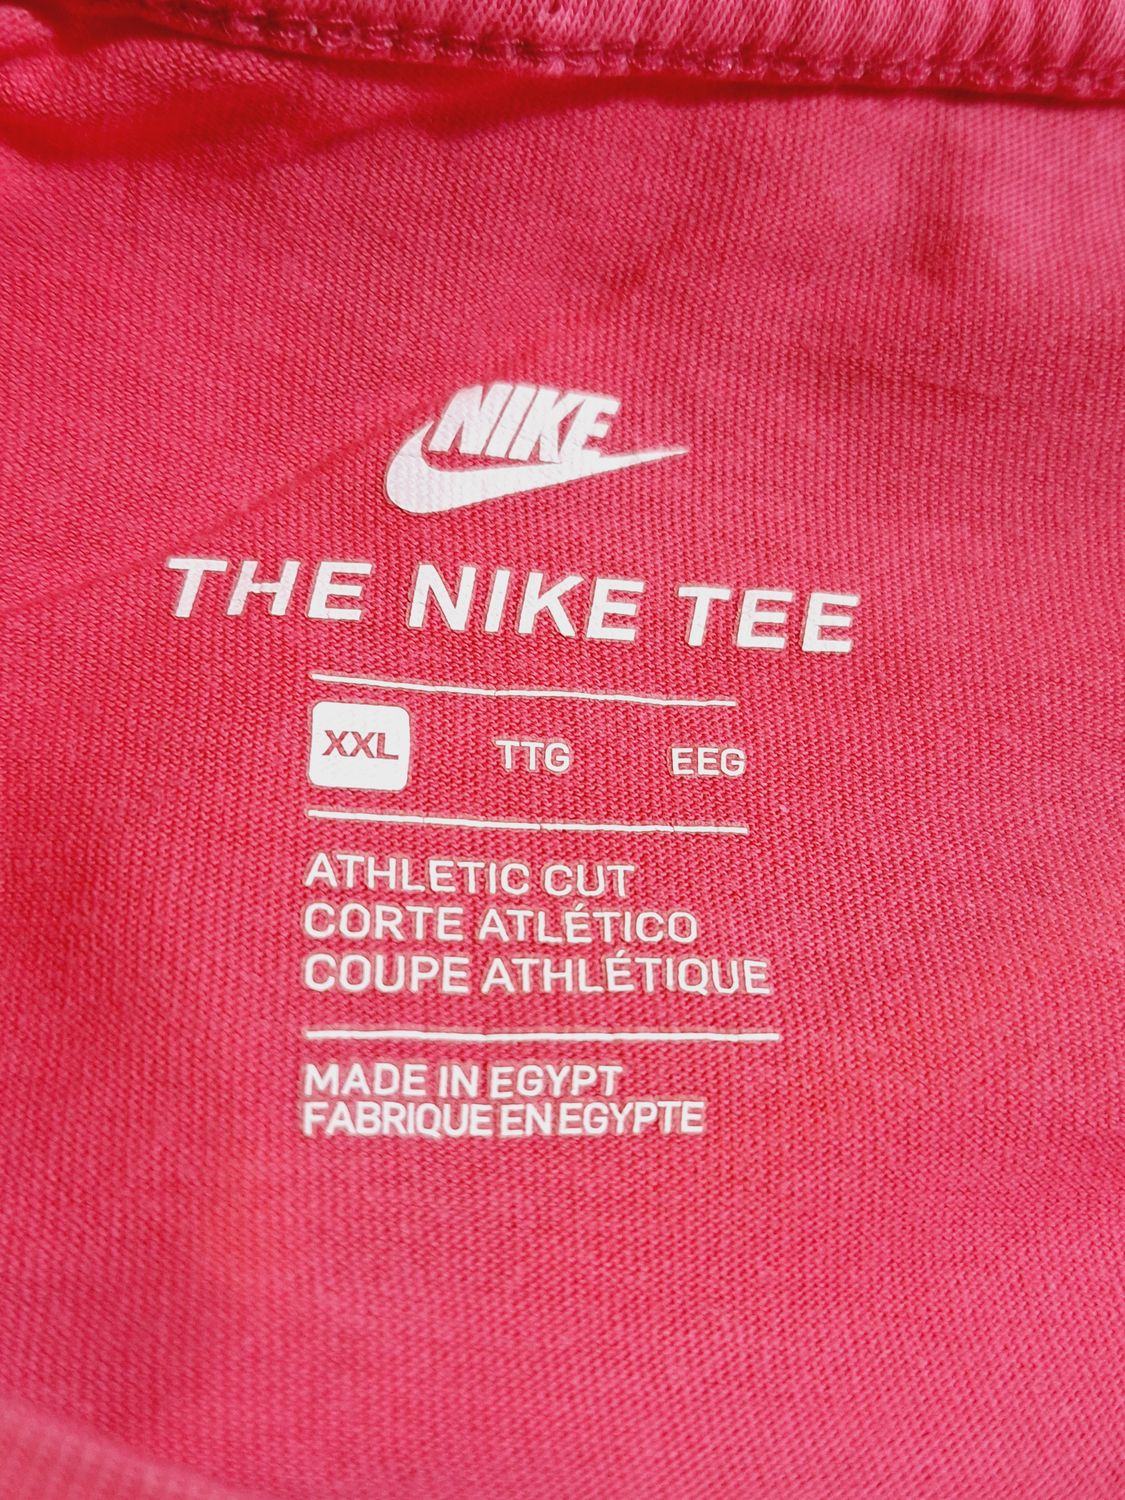 NIKE
THE NIKE TEE
XXL TTG EEG
ATHLETIC CUT
CORTE ATLÉTICO
COUPE ATHLÉTIQUE
MADE IN EGYPT
FABRIQUE EN EGYPTE